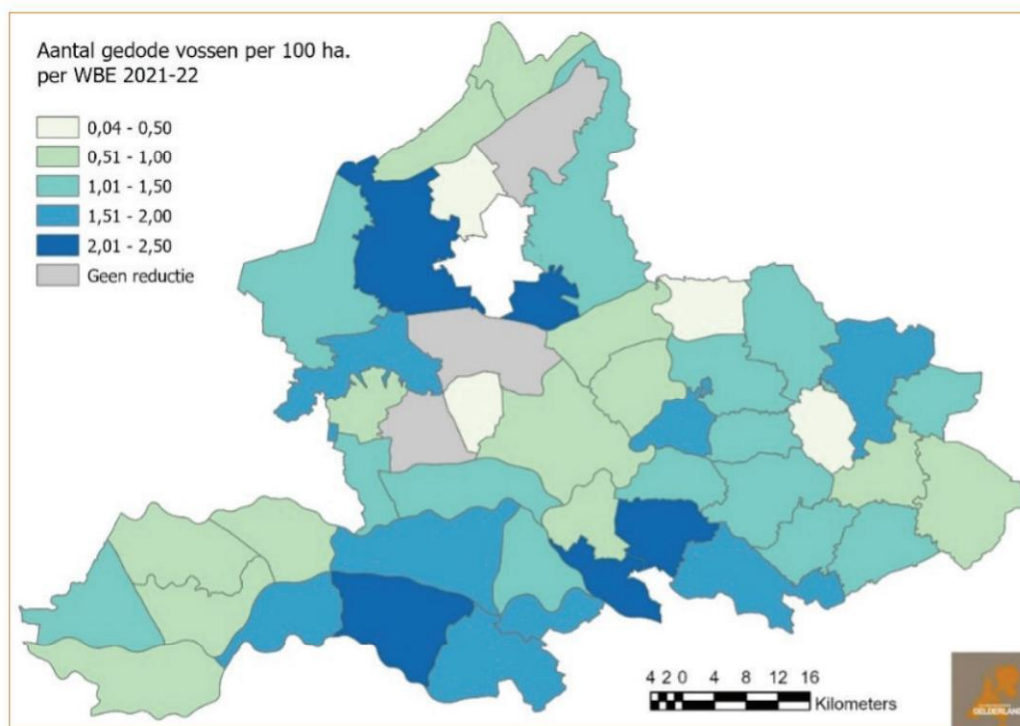 Aantal gedode vossen per 100 ha.
per WBE 2021-22
0,04 - 0,50
0,51 - 1,00
1,01 - 1,50
1,51 - 2,00
2,01 - 2,50
Geen reductie
4 2 0 4 8 12 16
Kilometers
GELDERLAND